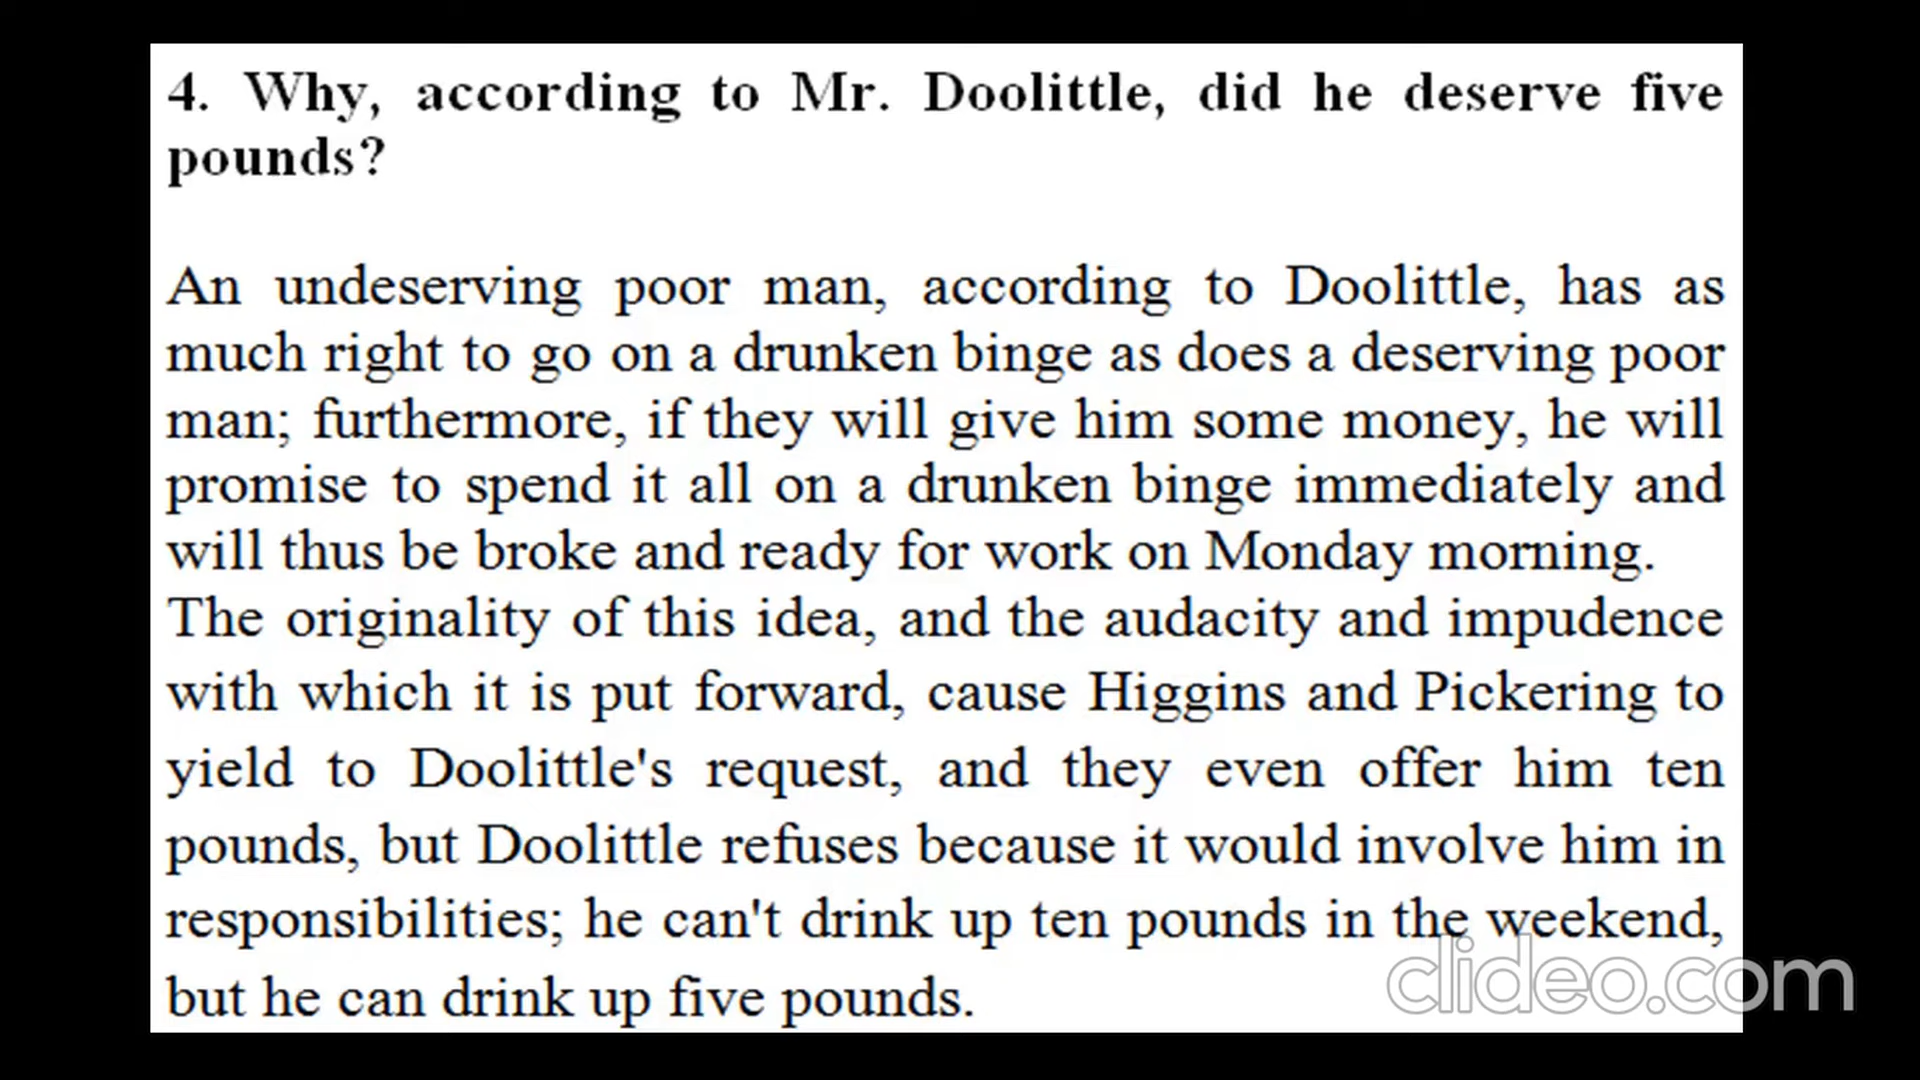 4. Why, according to Mr. Doolittle, did he deserve five
pounds?
An undeserving poor man, according to Doolittle, has as
much right to go on a drunken binge as does a deserving poor
man; furthermore, if they will give him some money, he will
promise to spend it all on a drunken binge immediately and
will thus be broke and ready for work on Monday morning.
The originality of this idea, and the audacity and impudence
with which it is put forward, cause Higgins and Pickering to
yield to Doolittle's request, and they even offer him ten
pounds, but Doolittle refuses because it would involve him in
responsibilities; he can't drink up ten pounds in the weekend,
but he can drink up five pounds.
clideo.com